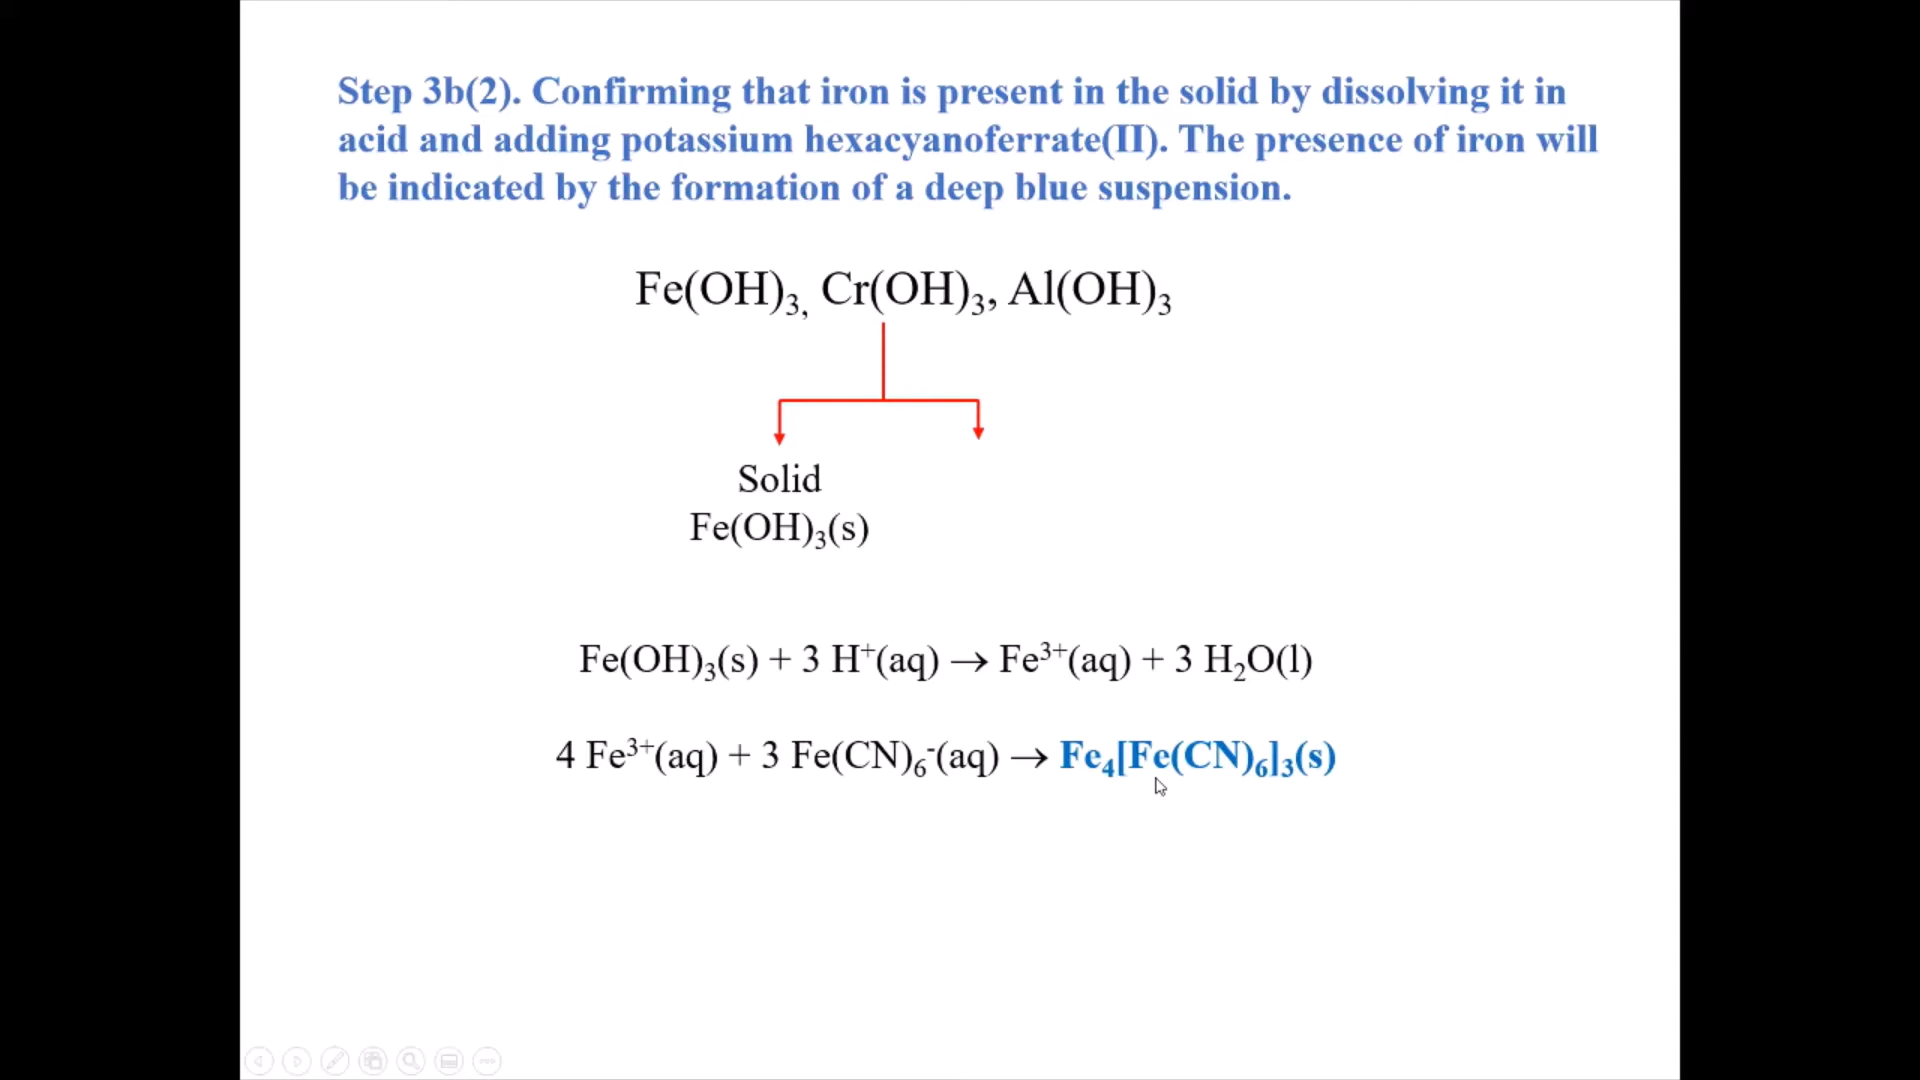 Step 3b(2). Confirming that iron is present in the solid by dissolving it in
acid and adding potassium hexacyanoferrate(II). The presence of iron will
be indicated by the formation of a deep blue suspension.
Fe(OH)₃, Cr(OH)₃, Al(OH)₃
Solid
Fe(OH)₃(s)
Fe(OH)₃(s) + 3 H⁺(aq) → Fe³⁺(aq) + 3 H₂O(l)
4 Fe³⁺(aq) + 3 Fe(CN)₆⁻(aq) → Fe₄[Fe(CN)₆]₃(s)